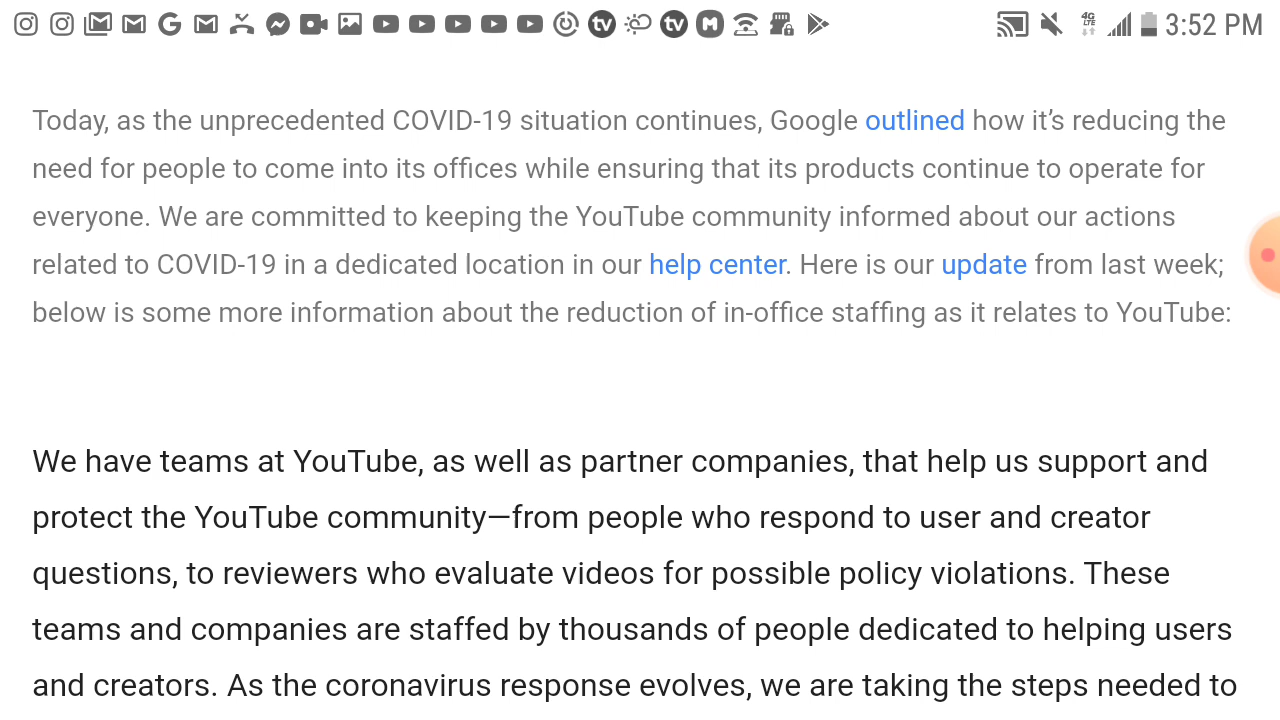 tv tv M 4G LTE 3:52 PM
Today, as the unprecedented COVID-19 situation continues, Google outlined how it’s reducing the
need for people to come into its offices while ensuring that its products continue to operate for
everyone. We are committed to keeping the YouTube community informed about our actions
related to COVID-19 in a dedicated location in our help center. Here is our update from last week;
below is some more information about the reduction of in-office staffing as it relates to YouTube:
We have teams at YouTube, as well as partner companies, that help us support and
protect the YouTube community—from people who respond to user and creator
questions, to reviewers who evaluate videos for possible policy violations. These
teams and companies are staffed by thousands of people dedicated to helping users
and creators. As the coronavirus response evolves, we are taking the steps needed to